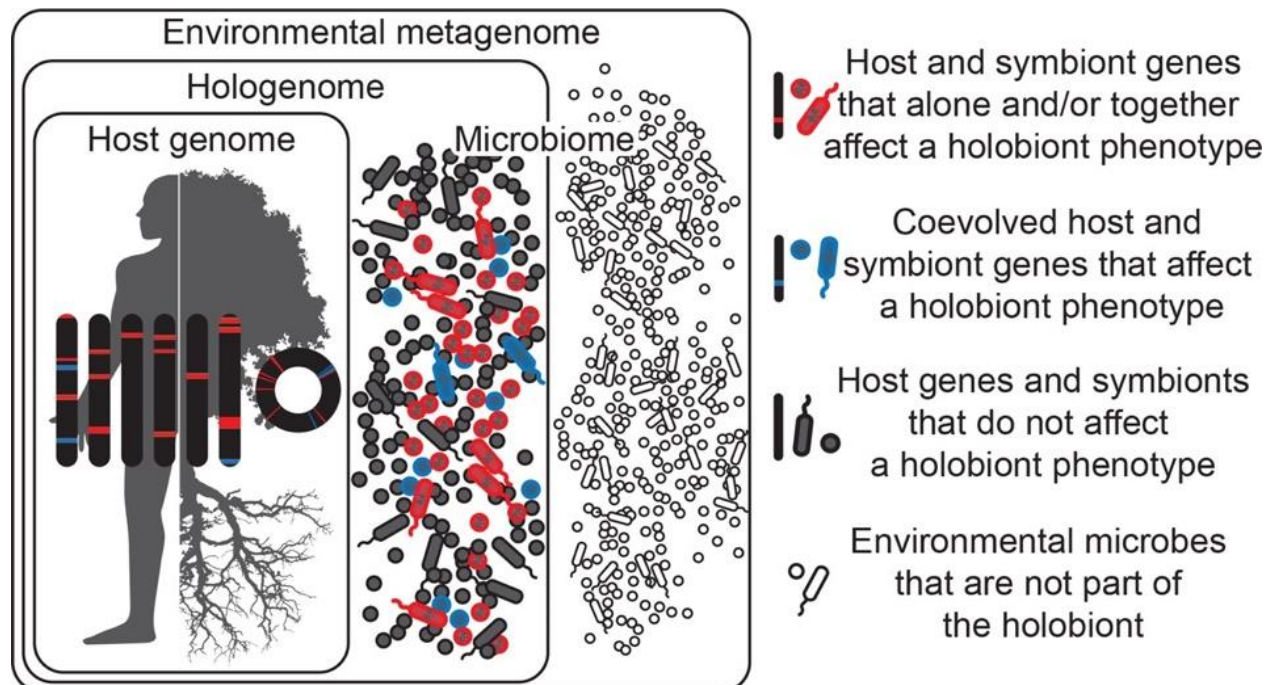 Environmental metagenome
Hologenome
Host genome
Microbiome
Host and symbiont genes
that alone and/or together
affect a holobiont phenotype
Coevolved host and
symbiont genes that affect
a holobiont phenotype
Host genes and symbionts
that do not affect
a holobiont phenotype
Environmental microbes
that are not part of
the holobiont